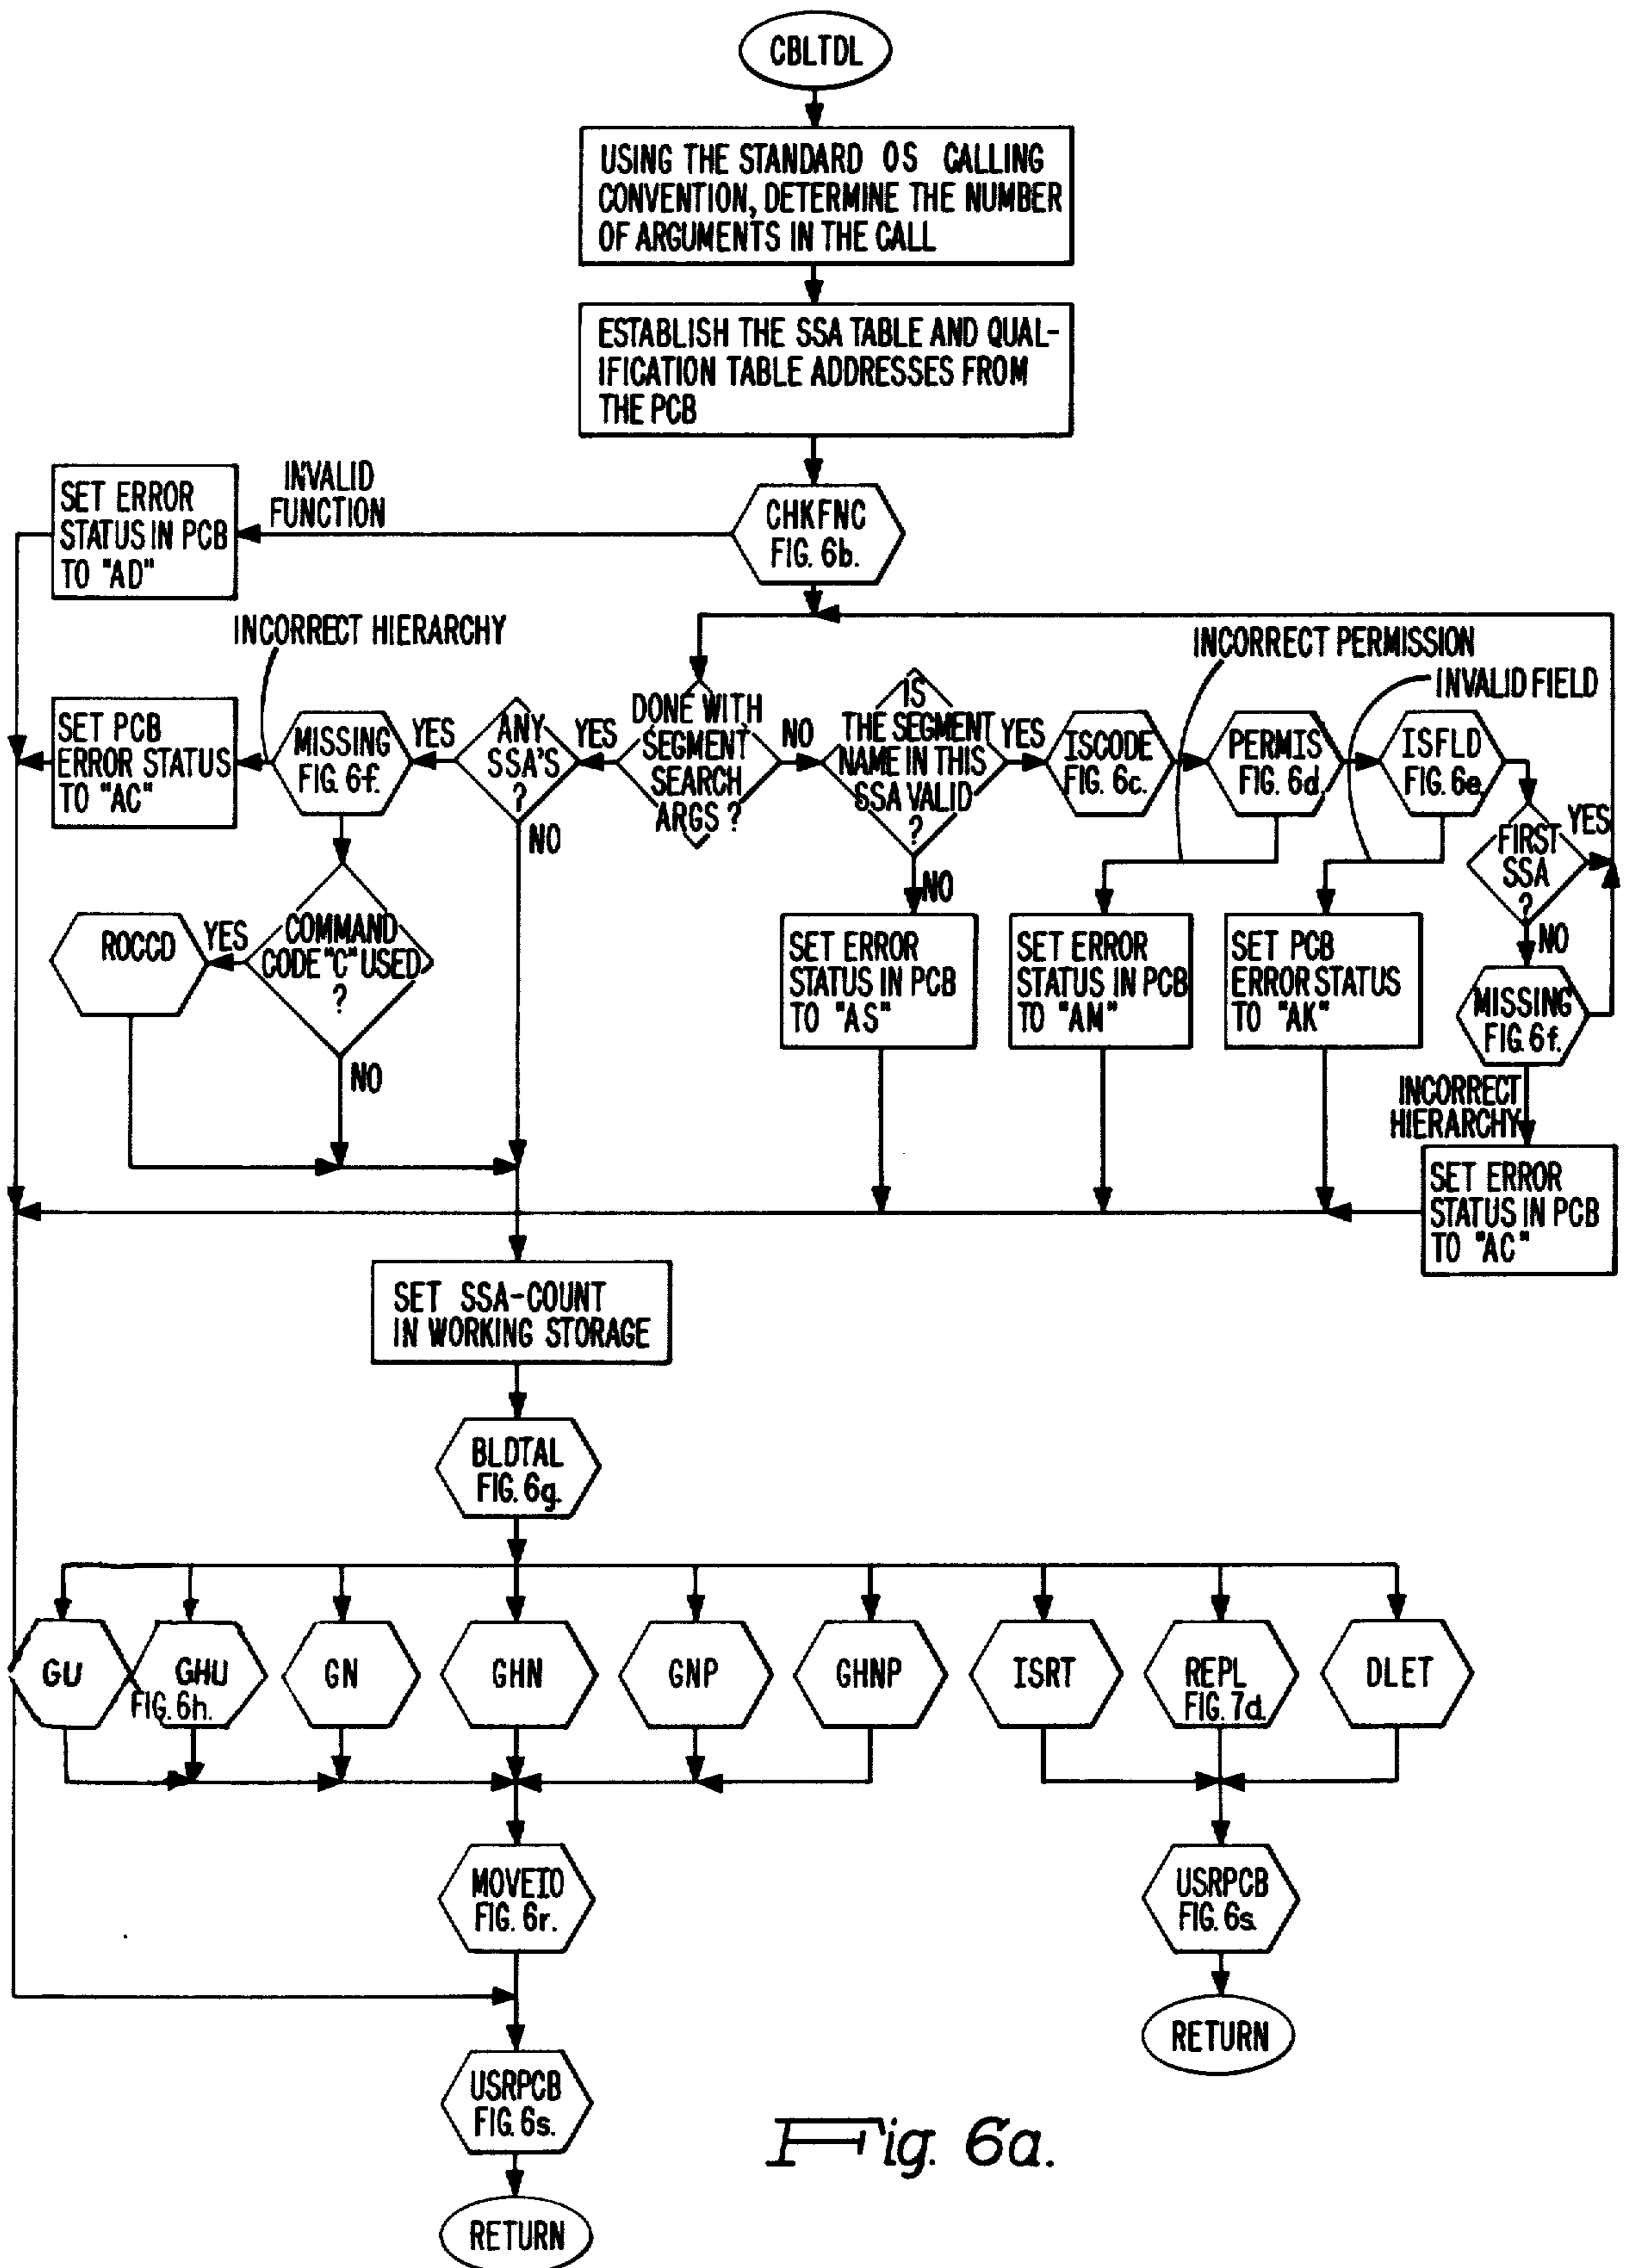 CBLTDL
USING THE STANDARD OS CALLING
CONVENTION, DETERMINE THE NUMBER
OF ARGUMENTS IN THE CALL
ESTABLISH THE SSA TABLE AND QUAL-
IFICATION TABLE ADDRESSES FROM
THE PCB
CHKFNC
FIG. 6b.
INVALID
FUNCTION
SET ERROR
STATUS IN PCB
TO "AD"
INCORRECT HIERARCHY
INCORRECT PERMISSION
INVALID FIELD
SET PCB
ERROR STATUS
TO "AC"
MISSING
FIG. 6f.
YES
ANY
SSA'S
?
YES
DONE WITH
SEGMENT
SEARCH
ARGS ?
NO
IS
THE SEGMENT
NAME IN THIS
SSA VALID
?
YES
ISCODE
FIG. 6c.
PERMIS
FIG. 6d.
ISFLD
FIG. 6e.
FIRST
SSA
?
YES
NO
NO
NO
ROCCD
YES
COMMAND
CODE "C" USED
?
NO
SET ERROR
STATUS IN PCB
TO "AS"
SET ERROR
STATUS IN PCB
TO "AM"
SET PCB
ERROR STATUS
TO "AK"
MISSING
FIG. 6f.
INCORRECT
HIERARCHY
SET ERROR
STATUS IN PCB
TO "AC"
SET SSA-COUNT
IN WORKING STORAGE
BLDTAL
FIG. 6g.
GU
GHU
FIG. 6h.
GN
GHN
GNP
GHNP
ISRT
REPL
FIG. 7d.
DLET
MOVEIO
FIG. 6r.
USRPCB
FIG. 6s.
RETURN
USRPCB
FIG. 6s.
RETURN
Fig. 6a.